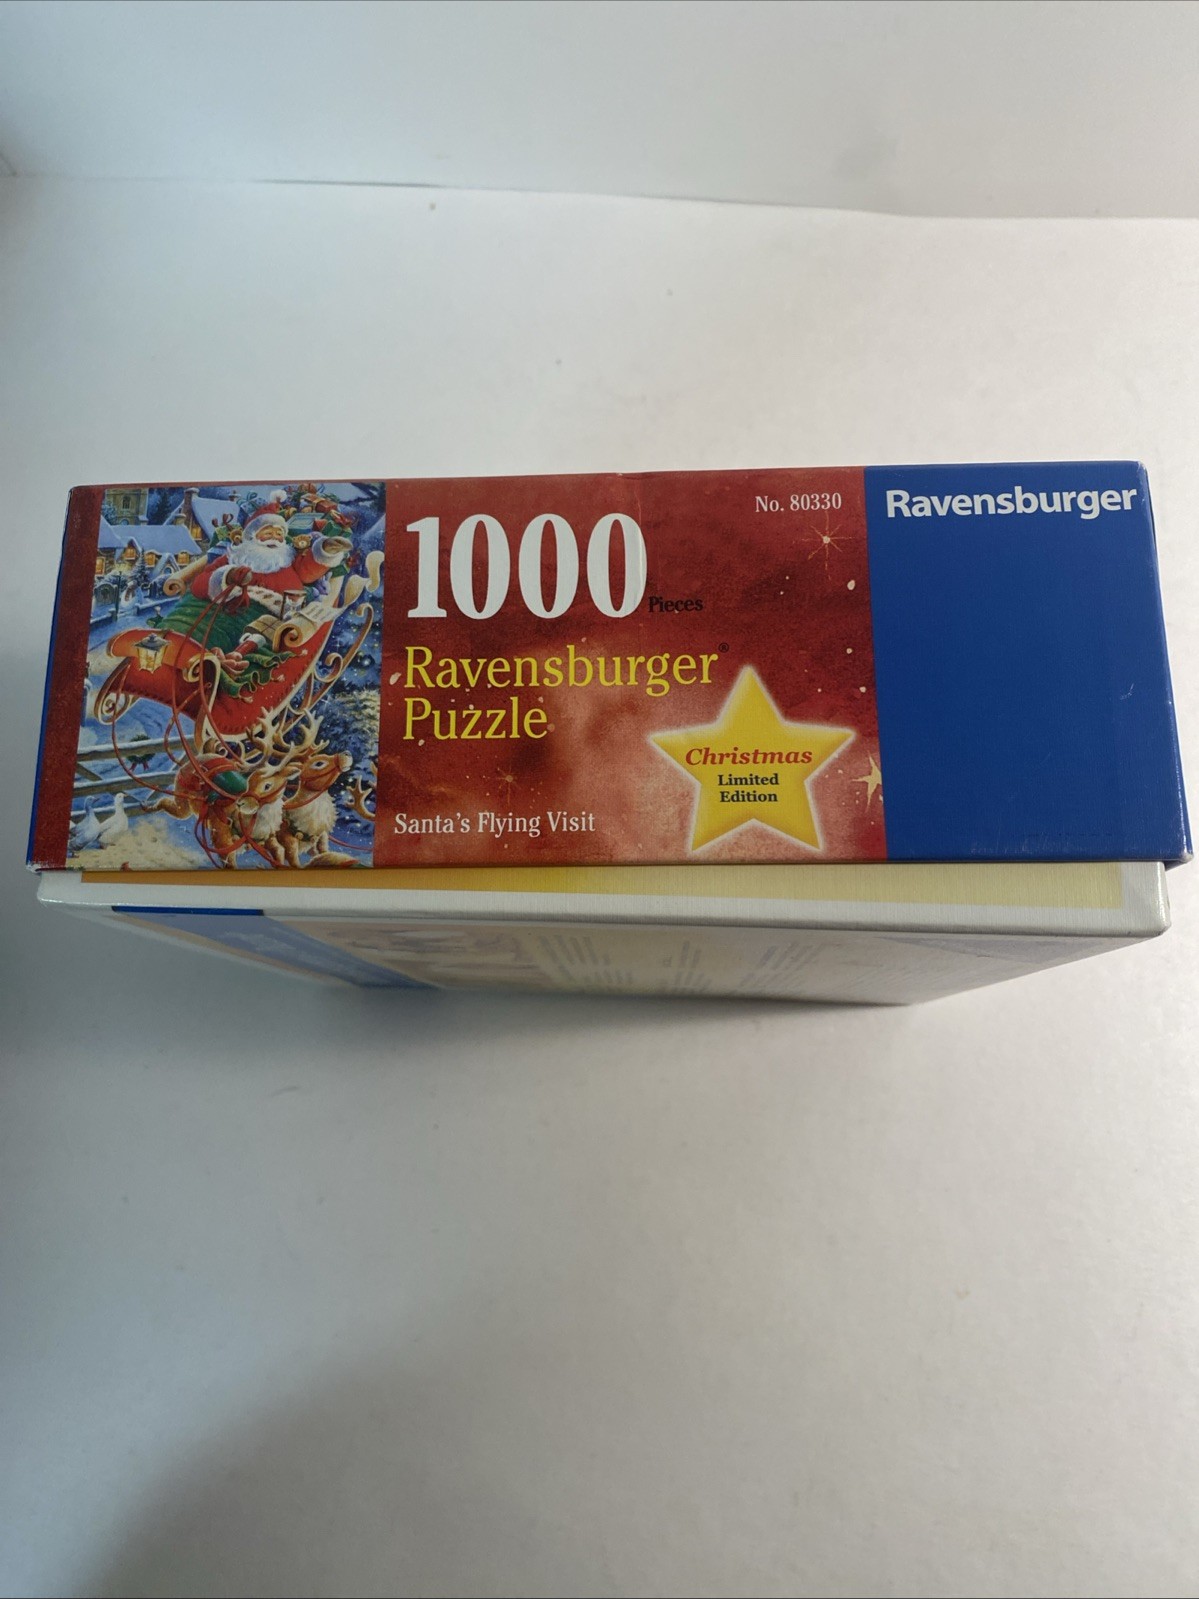 1000 Pieces
No. 80330
Ravensburger
Ravensburger®
Puzzle
Christmas
Limited
Edition
Santa's Flying Visit